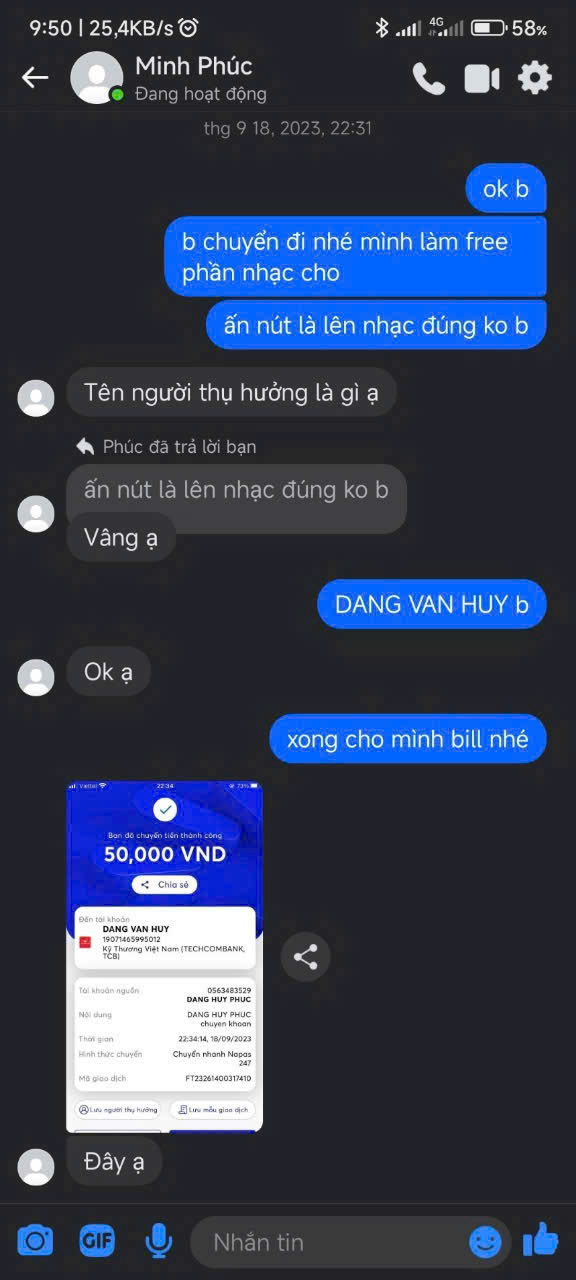 9:50 | 25,4KB/s
4G
58%
Minh Phúc
Đang hoạt động
thg 9 18, 2023, 22:31
ok b
b chuyển đi nhé mình làm free
phần nhạc cho
ấn nút là lên nhạc đúng ko b
Tên người thụ hưởng là gì ạ
Phúc đã trả lời bạn
ấn nút là lên nhạc đúng ko b
Vâng ạ
DANG VAN HUY b
Ok ạ
xong cho mình bill nhé
Viettel
22:34
73%
Bạn đã chuyển tiền thành công
50,000 VND
Chia sẻ
Đến tài khoản
DANG VAN HUY
19071465995012
Kỹ Thương Việt Nam (TECHCOMBANK,
TCB)
Tài khoản nguồn
0563483529
DANG HUY PHUC
Nội dung
DANG HUY PHUC
chuyen khoan
Thời gian
22:34:14, 18/09/2023
Hình thức chuyển
Chuyển nhanh Napas
247
Mã giao dịch
FT23261400317410
Lưu người thụ hưởng
Lưu mẫu giao dịch
Đây ạ
GIF
Nhắn tin